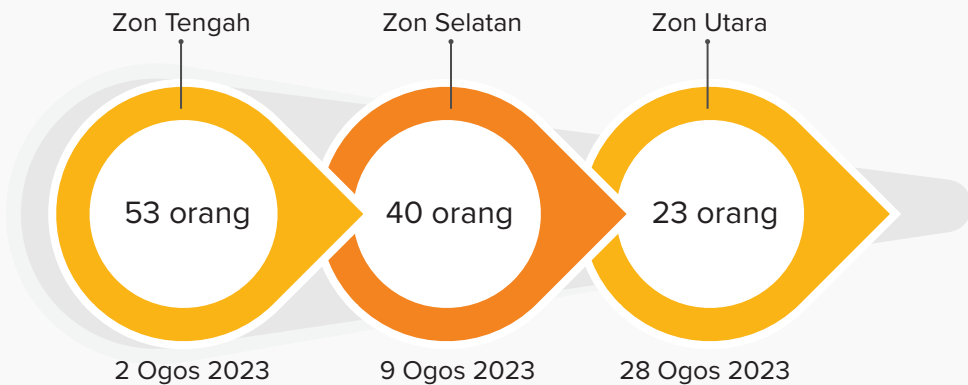 Zon Tengah
53 orang
2 Ogos 2023
Zon Selatan
40 orang
9 Ogos 2023
Zon Utara
23 orang
28 Ogos 2023